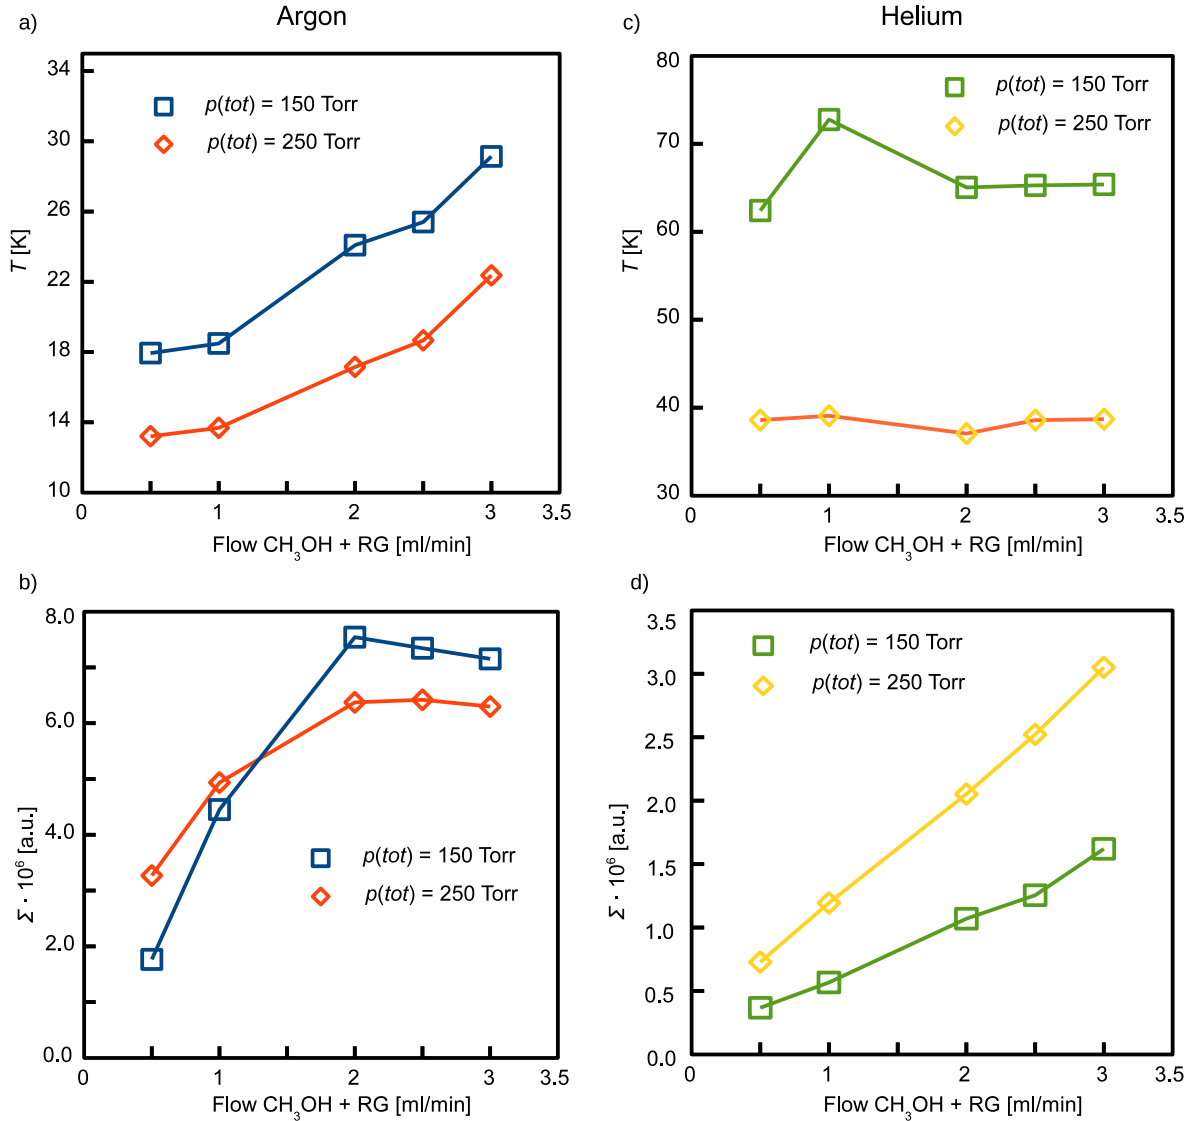 Argon
a)
34
30
26
22
18
14
10
T [K]
p(tot) = 150 Torr
p(tot) = 250 Torr
0
1
2
3
3.5
Flow CH₃OH + RG [ml/min]
Helium
c)
80
70
60
50
40
30
T [K]
p(tot) = 150 Torr
p(tot) = 250 Torr
0
1
2
3
3.5
Flow CH₃OH + RG [ml/min]
b)
8.0
6.0
4.0
2.0
0.0
Σ · 10⁶ [a.u.]
p(tot) = 150 Torr
p(tot) = 250 Torr
0
1
2
3
3.5
Flow CH₃OH + RG [ml/min]
d)
3.5
3.0
2.5
2.0
1.5
1.0
0.5
0.0
Σ · 10⁶ [a.u.]
p(tot) = 150 Torr
p(tot) = 250 Torr
0
1
2
3
3.5
Flow CH₃OH + RG [ml/min]